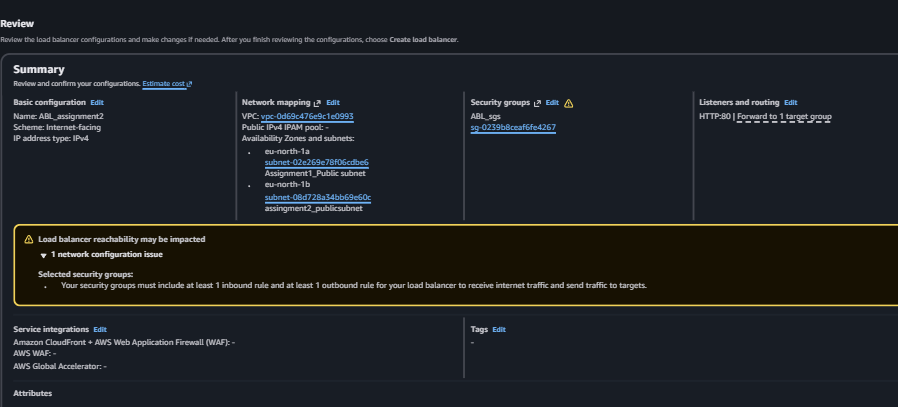 Review
Review the load balancer configurations and make changes if needed. After you finish reviewing the configurations, choose Create load balancer.
Summary
Review and confirm your configurations. Estimate cost
Basic configuration Edit
Name: ABL_assignment2
Scheme: Internet-facing
IP address type: IPv4
Network mapping Edit
VPC: vpc-0d69c476e9c1e0993
Public IPv4 IPAM pool: -
Availability Zones and subnets:
• eu-north-1a
subnet-02e269e78f06cdbe6
Assignment1_Public subnet
• eu-north-1b
subnet-08d728a34bb69e60c
assingment2_publicsubnet
Security groups Edit
ABL_sgs
sg-0239b8ceaf6fe4267
Listeners and routing Edit
HTTP:80 | Forward to 1 target group
Load balancer reachability may be impacted
1 network configuration issue
Selected security groups:
• Your security groups must include at least 1 inbound rule and at least 1 outbound rule for your load balancer to receive internet traffic and send traffic to targets.
Service integrations Edit
Amazon CloudFront + AWS Web Application Firewall (WAF): -
AWS WAF: -
AWS Global Accelerator: -
Tags Edit
-
Attributes